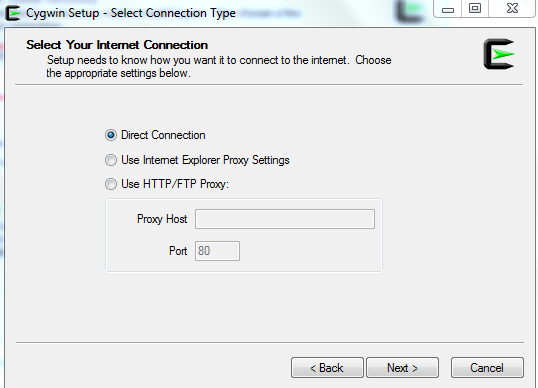 Cygwin Setup - Select Connection Type
Select Your Internet Connection
Setup needs to know how you want it to connect to the internet. Choose
the appropriate settings below.
Direct Connection
Use Internet Explorer Proxy Settings
Use HTTP/FTP Proxy:
Proxy Host
Port 80
< Back Next > Cancel